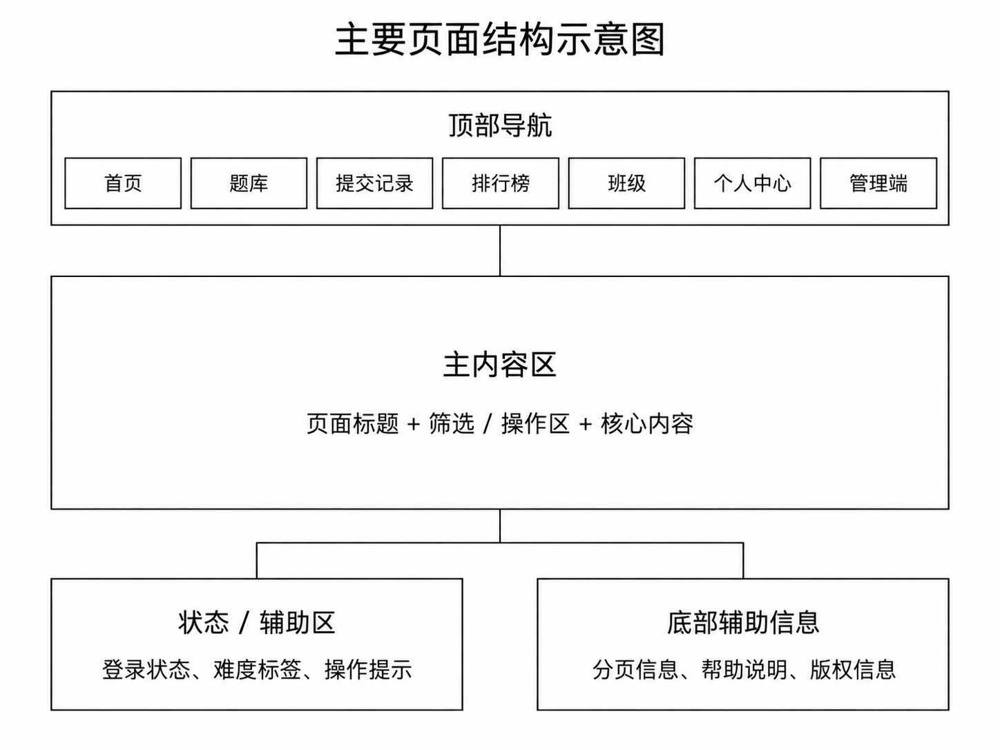 主要页面结构示意图
顶部导航
首页
题库
提交记录
排行榜
班级
个人中心
管理端
主内容区
页面标题 + 筛选 / 操作区 + 核心内容
状态 / 辅助区
登录状态、难度标签、操作提示
底部辅助信息
分页信息、帮助说明、版权信息